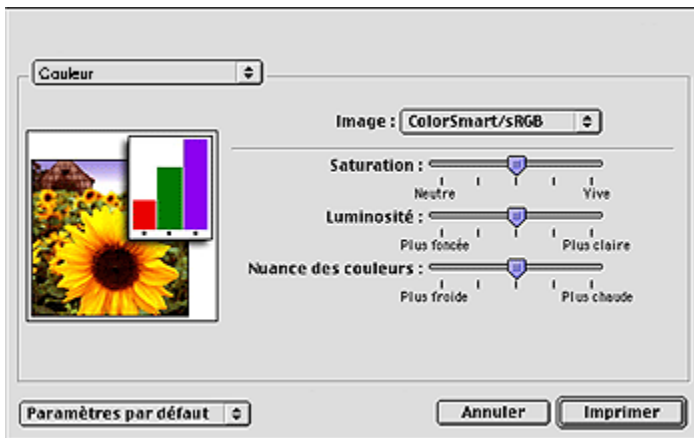 Couleur
Image : ColorSmart/sRGB
Saturation :
Neutre Vive
Luminosité :
Plus foncée Plus claire
Nuance des couleurs :
Plus froide Plus chaude
Paramètres par défaut Annuler Imprimer